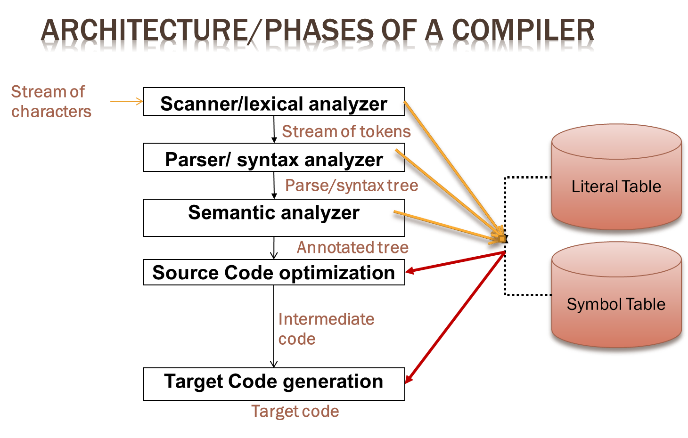 ARCHITECTURE/PHASES OF A COMPILER
Stream of
characters
Scanner/lexical analyzer
Stream of tokens
Parser/ syntax analyzer
Parse/syntax tree
Semantic analyzer
Annotated tree
Source Code optimization
Intermediate
code
Target Code generation
Target code
Literal Table
Symbol Table